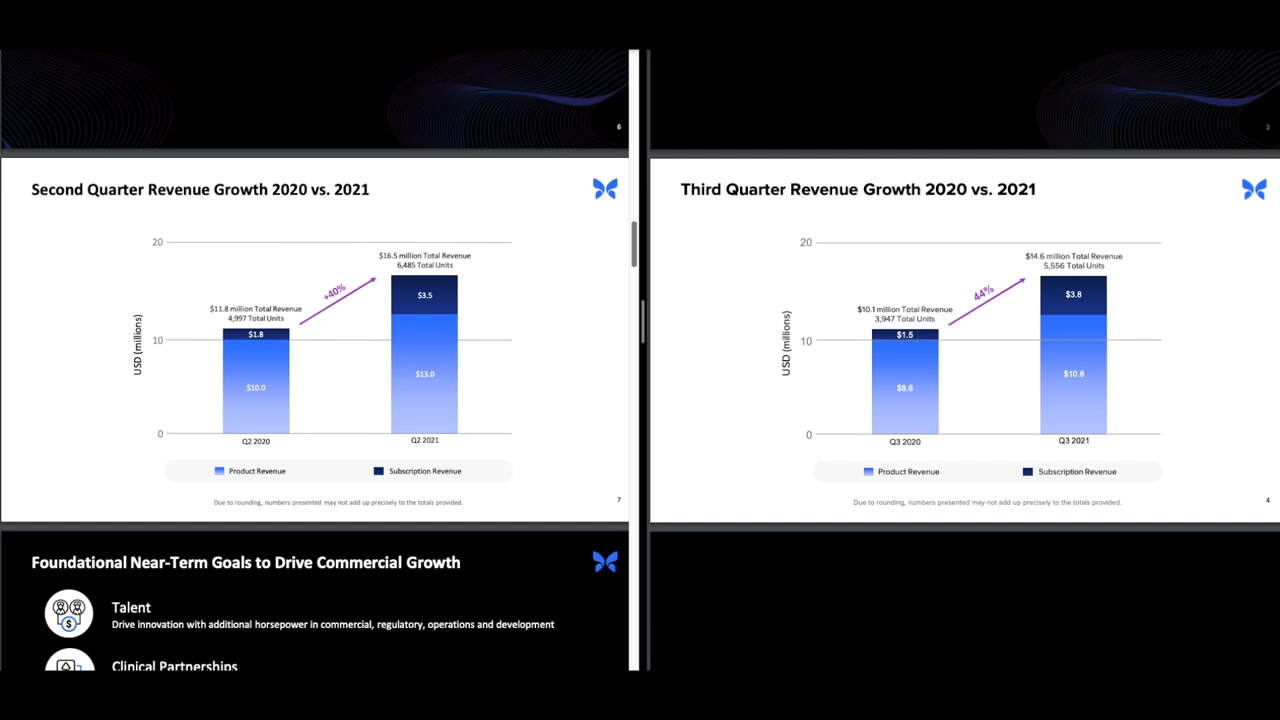 6
Second Quarter Revenue Growth 2020 vs. 2021
20
$16.5 million Total Revenue
6,485 Total Units
$3.5
+40%
$11.8 million Total Revenue
4,997 Total Units
$1.8
USD (millions)
10
$13.0
$10.0
0
Q2 2020
Q2 2021
Product Revenue
Subscription Revenue
Due to rounding, numbers presented may not add up precisely to the totals provided.
7
Foundational Near-Term Goals to Drive Commercial Growth
Talent
Drive innovation with additional horsepower in commercial, regulatory, operations and development
Clinical Partnerships
3
Third Quarter Revenue Growth 2020 vs. 2021
20
$14.6 million Total Revenue
5,556 Total Units
$3.8
44%
$10.1 million Total Revenue
3,947 Total Units
$1.5
USD (millions)
10
$10.8
$8.6
0
Q3 2020
Q3 2021
Product Revenue
Subscription Revenue
Due to rounding, numbers presented may not add up precisely to the totals provided.
4